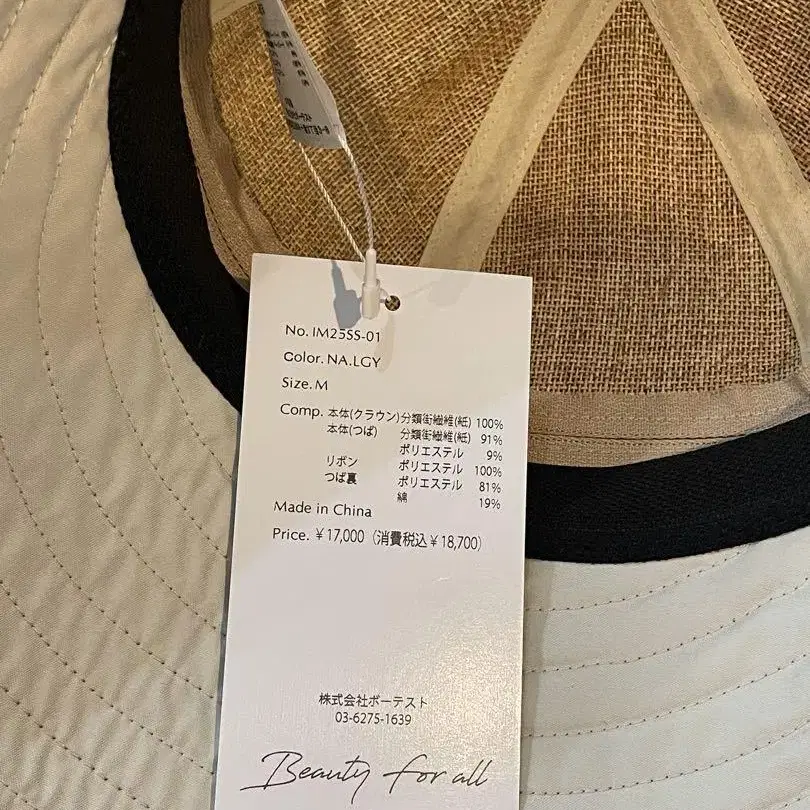 No. IM25SS-01
Color. NA.LGY
Size. M
Comp. 本体(クラウン)分類街繊維(紙) 100%
本体(つば) 分類街繊維(紙) 91%
ポリエステル 9%
リボン ポリエステル 100%
つば裏 ポリエステル 81%
綿 19%
Made in China
Price. ¥17,000(消費税込¥18,700)
株式会社ボーテスト
03-6275-1639
Beauty for all